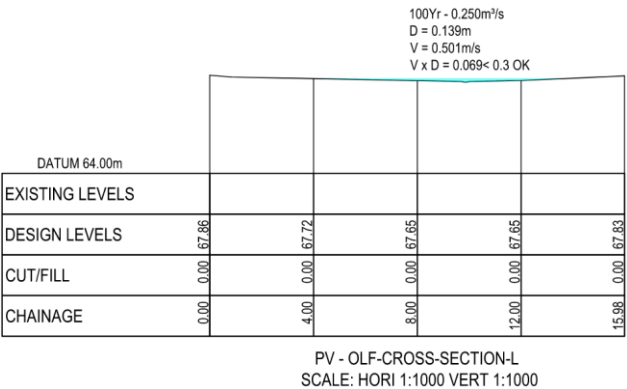 100Yr - 0.250m³/s
D = 0.139m
V = 0.501m/s
V x D = 0.069< 0.3 OK
DATUM 64.00m
EXISTING LEVELS
DESIGN LEVELS 67.86 67.72 67.65 67.65 67.83
CUT/FILL 0.00 0.00 0.00 0.00 0.00
CHAINAGE 0.00 4.00 8.00 12.00 15.98
PV - OLF-CROSS-SECTION-L
SCALE: HORI 1:1000 VERT 1:1000